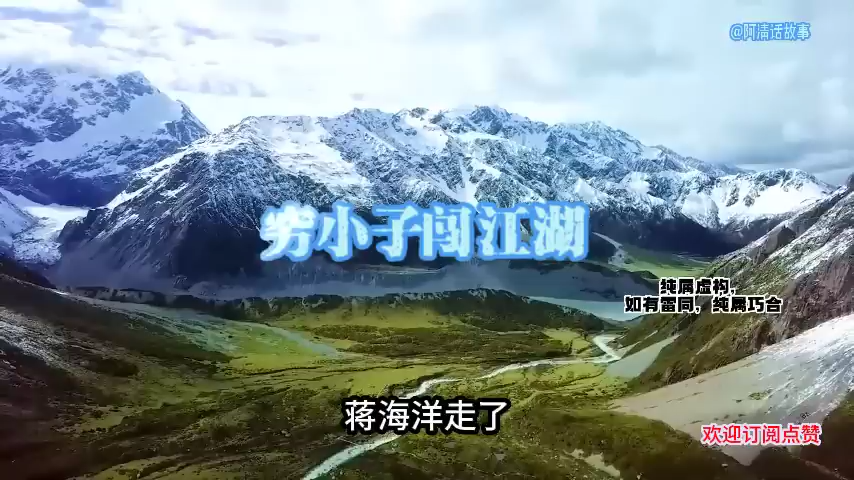 @阿清话故事
穷小子闯江湖
纯属虚构，
如有雷同，纯属巧合
蒋海洋走了
欢迎订阅点赞